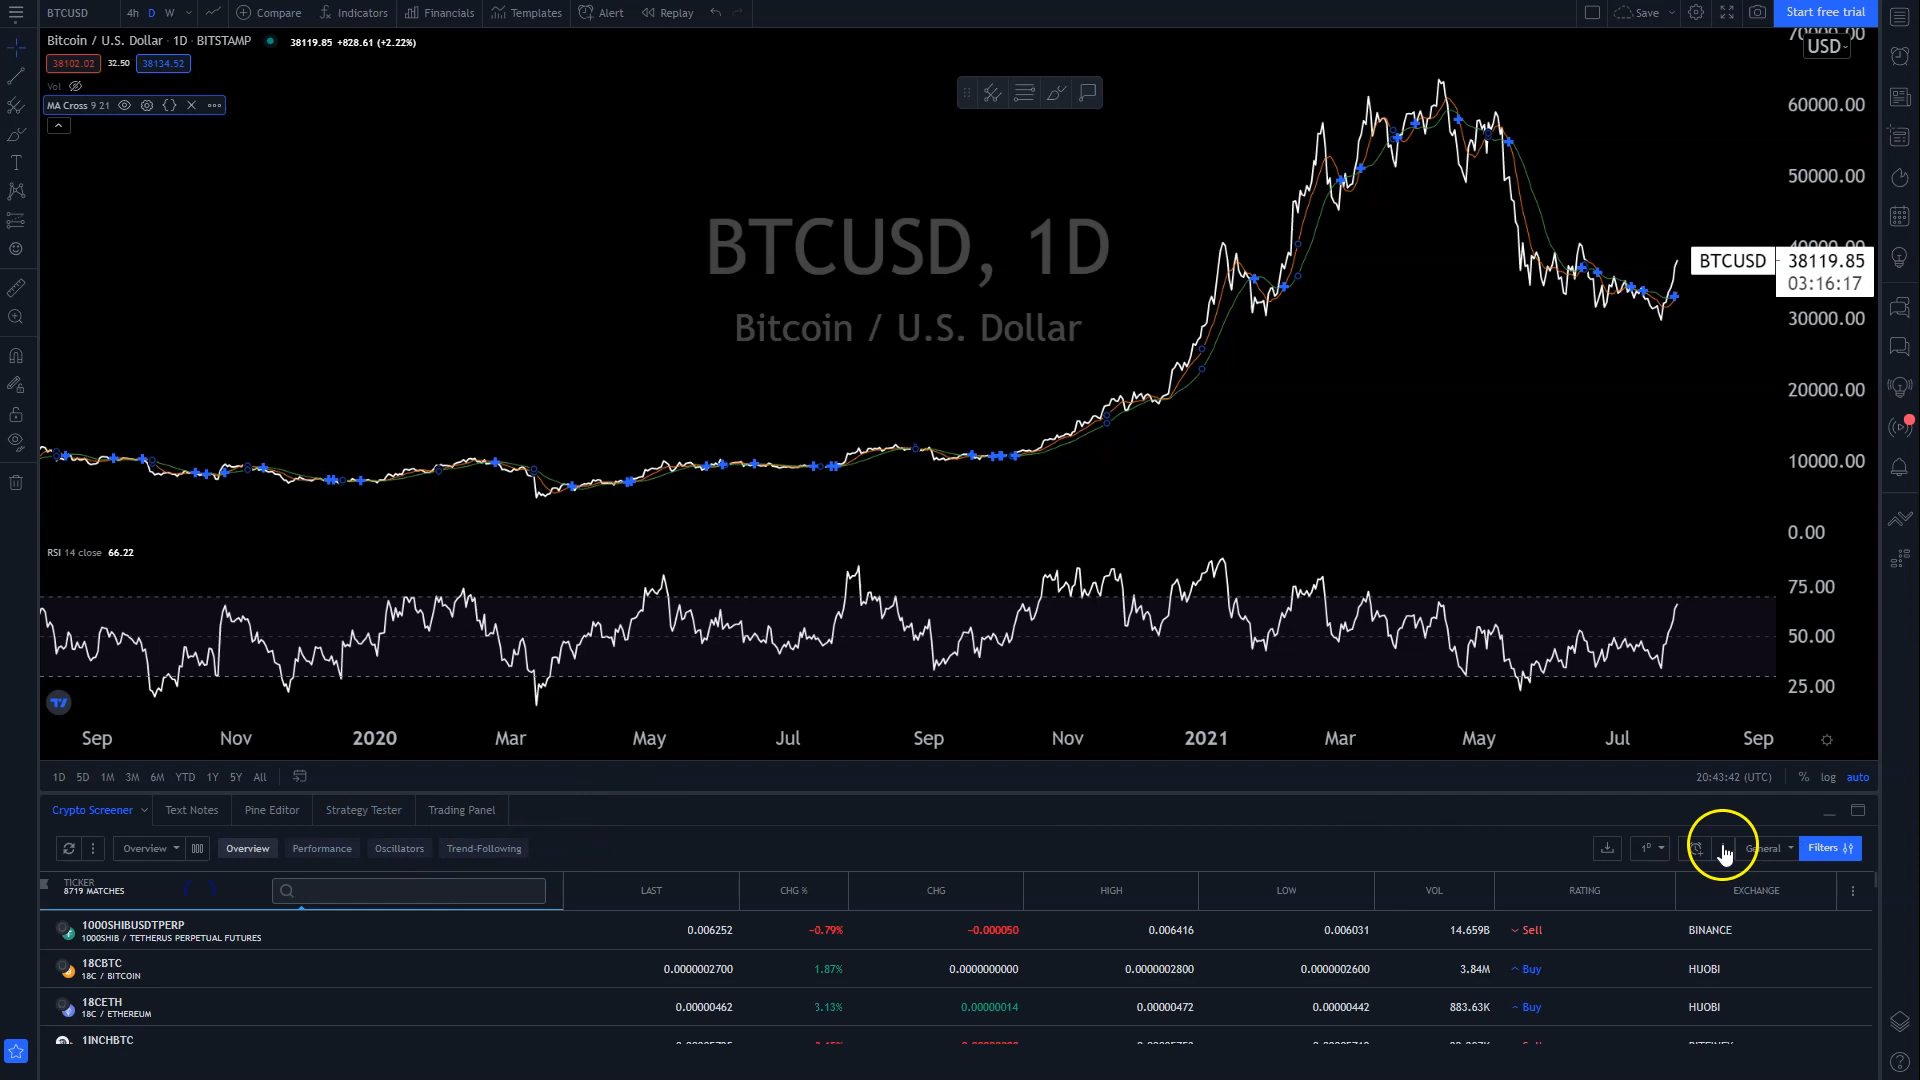 BTCUSD 4h D W Compare Indicators Financials Templates Alert Replay Save Start free trial
Bitcoin / U.S. Dollar · 1D · BITSTAMP 38119.85 +828.61 (+2.22%)
38102.02 32.50 38134.52
Vol
MA Cross 9 21
USD
60000.00
50000.00
BTCUSD, 1D
Bitcoin / U.S. Dollar
40000.00
BTCUSD 38119.85
03:16:17
30000.00
20000.00
10000.00
0.00
RSI 14 close 66.22
75.00
50.00
25.00
Sep Nov 2020 Mar May Jul Sep Nov 2021 Mar May Jul Sep
1D 5D 1M 3M 6M YTD 1Y 5Y All 20:43:42 (UTC) % log auto
Crypto Screener Text Notes Pine Editor Strategy Tester Trading Panel
Overview Overview Performance Oscillators Trend-Following 1D General Filters
TICKER LAST CHG % CHG HIGH LOW VOL RATING EXCHANGE
8719 MATCHES
1000SHIBUSDTPERP 0.006252 −0.79% −0.000050 0.006416 0.006031 14.659B Sell BINANCE
1000SHIB / TETHERUS PERPETUAL FUTURES
18CBTC 0.0000002700 1.87% 0.0000000000 0.0000002800 0.0000002600 3.84M Buy HUOBI
18C / BITCOIN
18CETH 0.00000462 3.13% 0.00000014 0.00000472 0.00000442 883.63K Buy HUOBI
18C / ETHEREUM
1INCHBTC